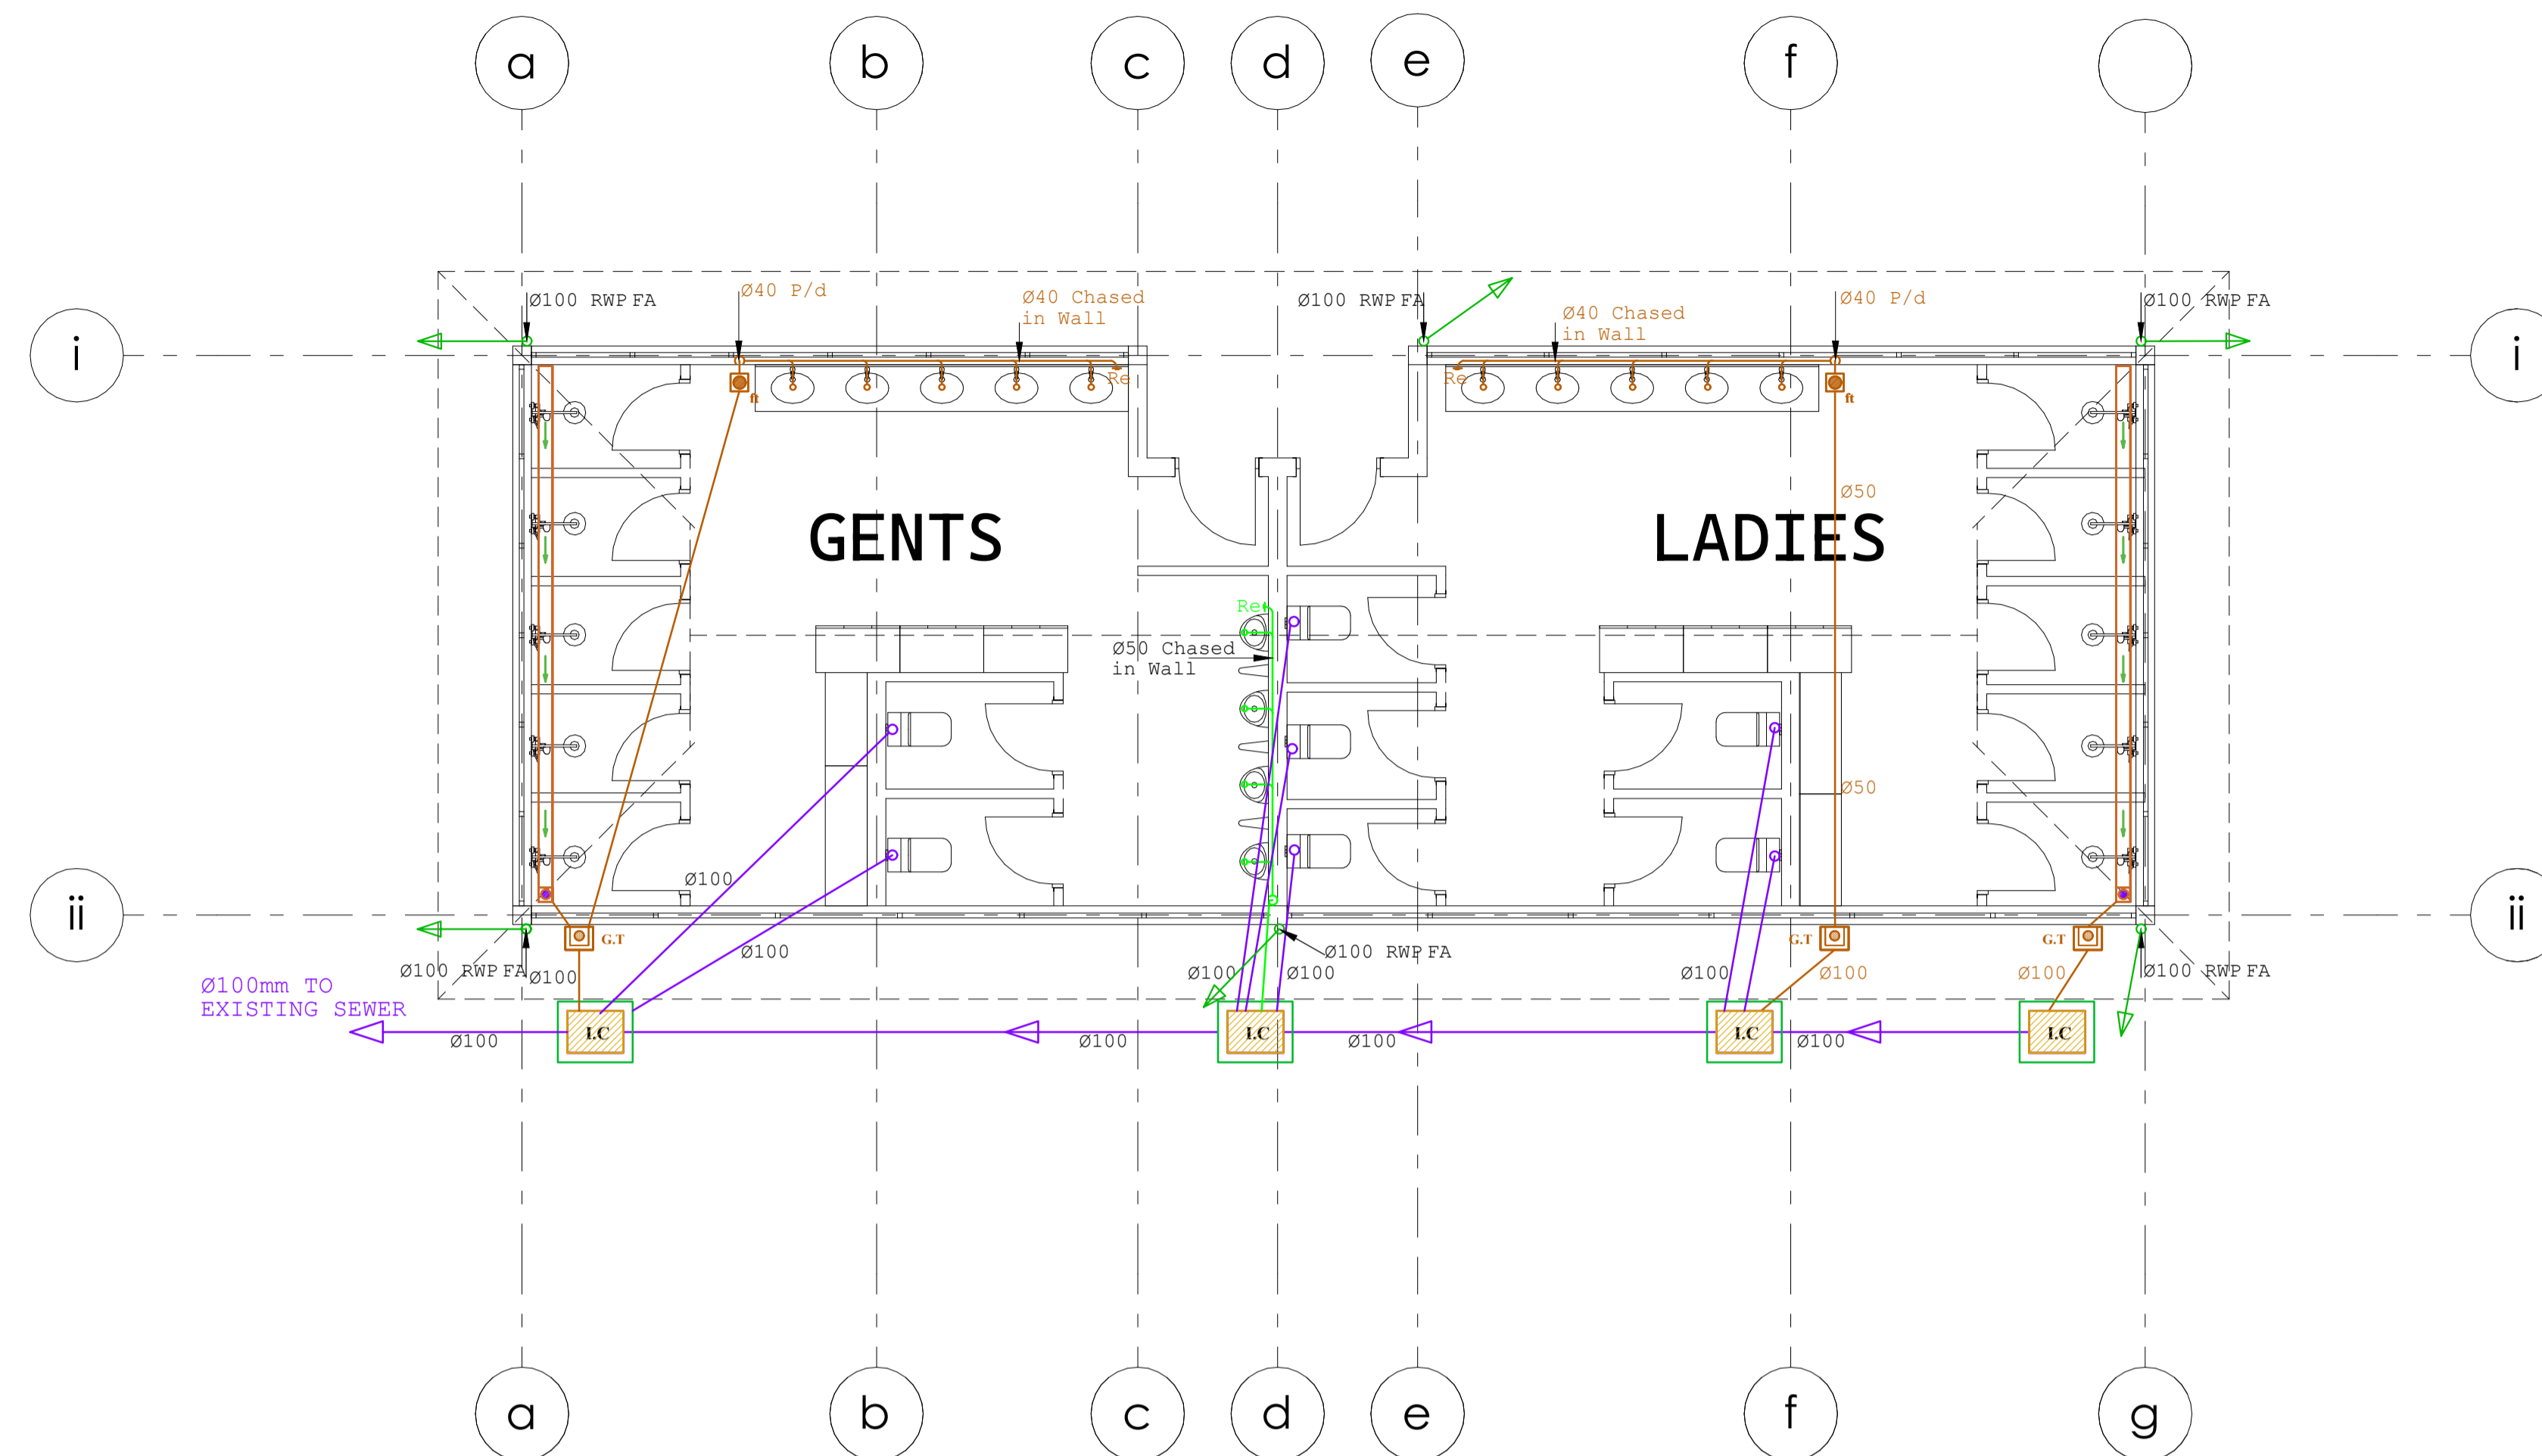 a b c d e f
Ø100 RWP FA
Ø40 P/d
Ø40 Chased
in Wall
Ø100 RWP FA
Ø40 Chased
in Wall
Ø40 P/d
Ø100 RWP FA
i
i
Re
Re
ft
ft
Ø50
GENTS
LADIES
Re
Ø50 Chased
in Wall
Ø50
Ø100
ii
ii
G.T
G.T
G.T
Ø100
Ø100 RWP FA
Ø100 RWP FA
Ø100
Ø100
Ø100
Ø100
Ø100
Ø100
Ø100 RWP FA
Ø100mm TO
EXISTING SEWER
I.C
I.C
I.C
I.C
Ø100
Ø100
Ø100
Ø100
a b c d e f g